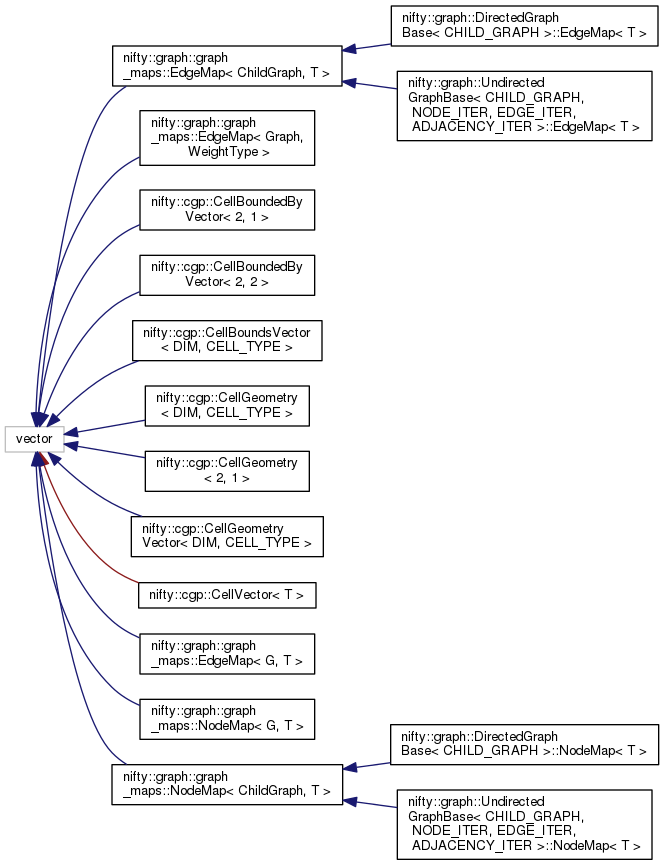 nifty::graph::DirectedGraph
Base< CHILD_GRAPH >::EdgeMap< T >
nifty::graph::graph
_maps::EdgeMap< ChildGraph, T >
nifty::graph::Undirected
GraphBase< CHILD_GRAPH,
NODE_ITER, EDGE_ITER,
ADJACENCY_ITER >::EdgeMap< T >
nifty::graph::graph
_maps::EdgeMap< Graph,
WeightType >
nifty::cgp::CellBoundedBy
Vector< 2, 1 >
nifty::cgp::CellBoundedBy
Vector< 2, 2 >
nifty::cgp::CellBoundsVector
< DIM, CELL_TYPE >
nifty::cgp::CellGeometry
< DIM, CELL_TYPE >
vector
nifty::cgp::CellGeometry
< 2, 1 >
nifty::cgp::CellGeometry
Vector< DIM, CELL_TYPE >
nifty::cgp::CellVector< T >
nifty::graph::graph
_maps::EdgeMap< G, T >
nifty::graph::graph
_maps::NodeMap< G, T >
nifty::graph::DirectedGraph
Base< CHILD_GRAPH >::NodeMap< T >
nifty::graph::graph
_maps::NodeMap< ChildGraph, T >
nifty::graph::Undirected
GraphBase< CHILD_GRAPH,
NODE_ITER, EDGE_ITER,
ADJACENCY_ITER >::NodeMap< T >